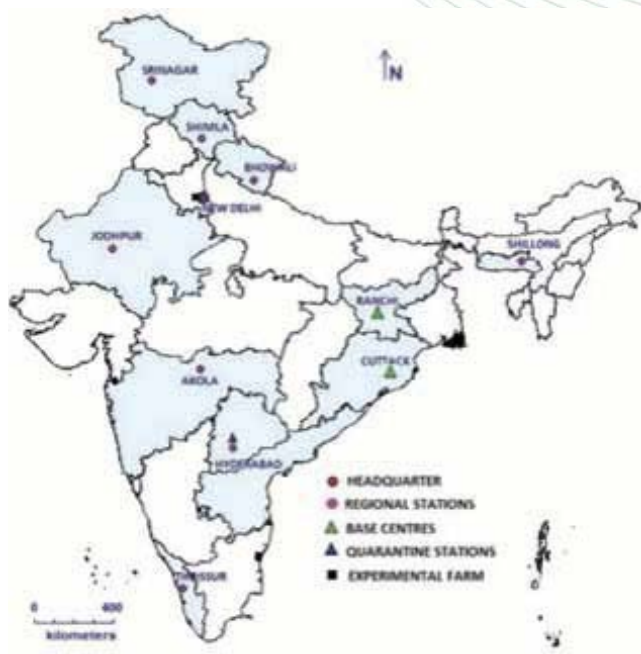 SRINAGAR
N
SHIMLA
BHOWALI
NEW DELHI
JODHPUR
SHILLONG
RANCHI
CUTTACK
AKOLA
HYDERABAD
HEADQUARTER
REGIONAL STATIONS
BASE CENTRES
QUARANTINE STATIONS
EXPERIMENTAL FARM
THRISSUR
0 400
kilometers